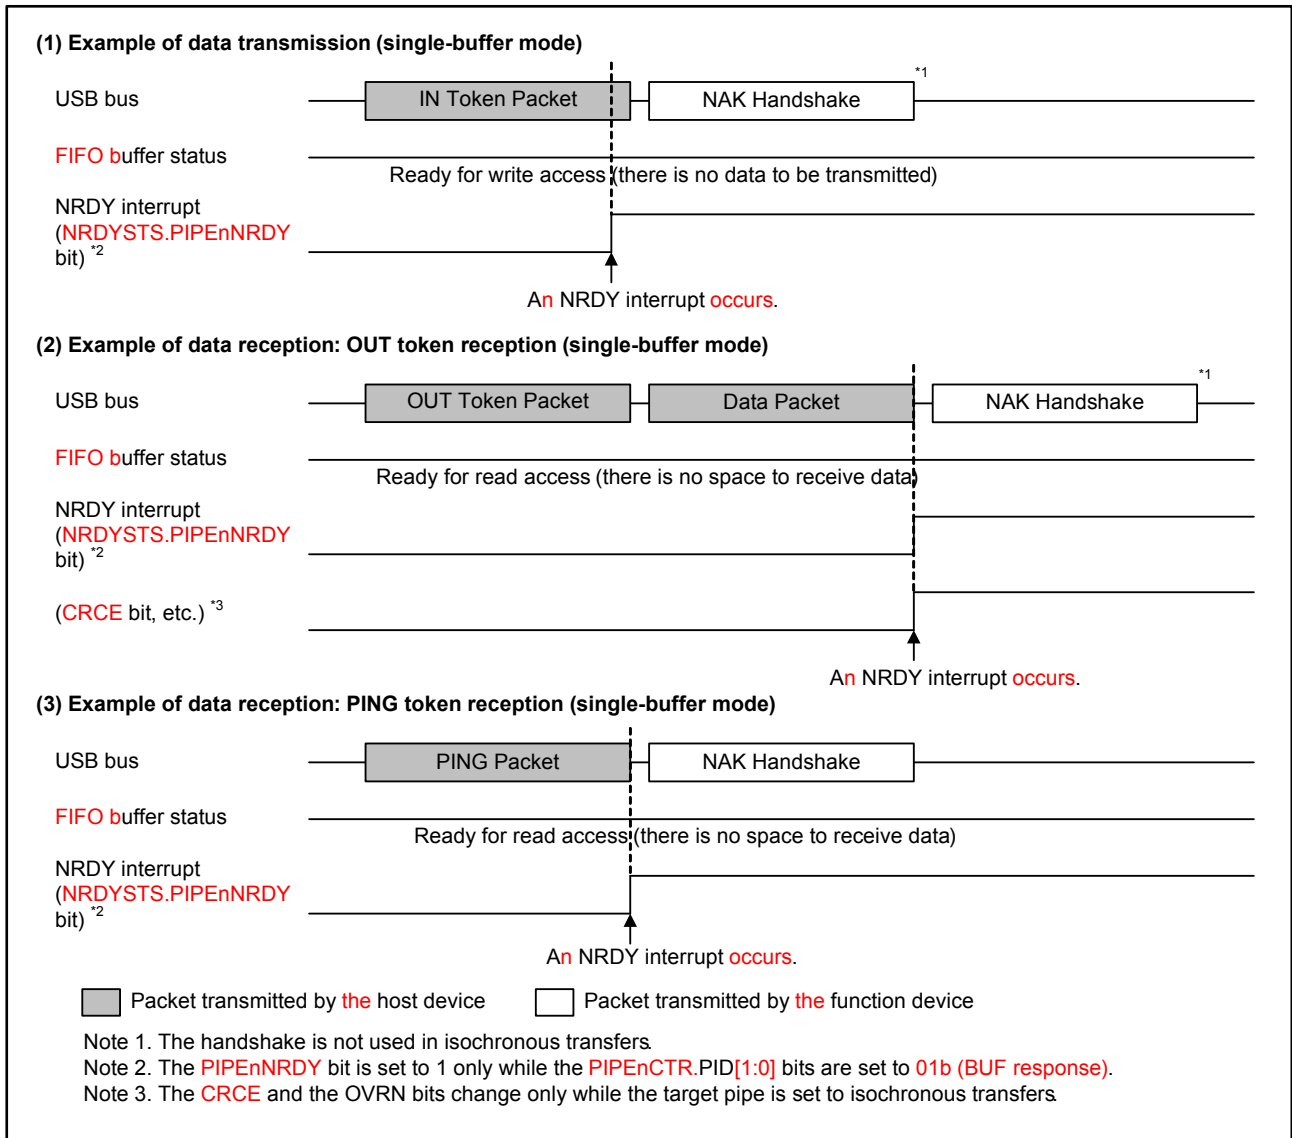 (1) Example of data transmission (single-buffer mode)
USB bus
IN Token Packet
NAK Handshake
*1
FIFO buffer status
Ready for write access (there is no data to be transmitted)
NRDY interrupt
(NRDYSTS.PIPEnNRDY
bit) *2
An NRDY interrupt occurs.
(2) Example of data reception: OUT token reception (single-buffer mode)
USB bus
OUT Token Packet
Data Packet
NAK Handshake
*1
FIFO buffer status
Ready for read access (there is no space to receive data)
NRDY interrupt
(NRDYSTS.PIPEnNRDY
bit) *2
(CRCE bit, etc.) *3
An NRDY interrupt occurs.
(3) Example of data reception: PING token reception (single-buffer mode)
USB bus
PING Packet
NAK Handshake
FIFO buffer status
Ready for read access (there is no space to receive data)
NRDY interrupt
(NRDYSTS.PIPEnNRDY
bit) *2
An NRDY interrupt occurs.
Packet transmitted by the host device
Packet transmitted by the function device
Note 1. The handshake is not used in isochronous transfers.
Note 2. The PIPEnNRDY bit is set to 1 only while the PIPEnCTR.PID[1:0] bits are set to 01b (BUF response).
Note 3. The CRCE and the OVRN bits change only while the target pipe is set to isochronous transfers.